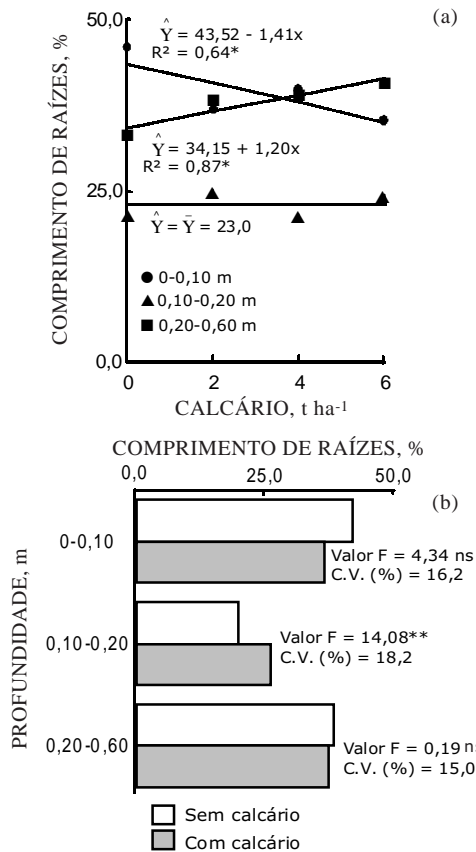 (a)
50,0
Ŷ = 43,52 - 1,41x
R² = 0,64*
COMPRIMENTO DE RAÍZES, %
Ŷ = 34,15 + 1,20x
R² = 0,87*
25,0
Ŷ = Ȳ = 23,0
0-0,10 m
0,10-0,20 m
0,20-0,60 m
0,0
0 2 4 6
CALCÁRIO, t ha⁻¹
COMPRIMENTO DE RAÍZES, %
0,0 25,0 50,0
(b)
PROFUNDIDADE, m
0-0,10
Valor F = 4,34 ns
C.V. (%) = 16,2
0,10-0,20
Valor F = 14,08**
C.V. (%) = 18,2
0,20-0,60
Valor F = 0,19 n
C.V. (%) = 15,0
Sem calcário
Com calcário